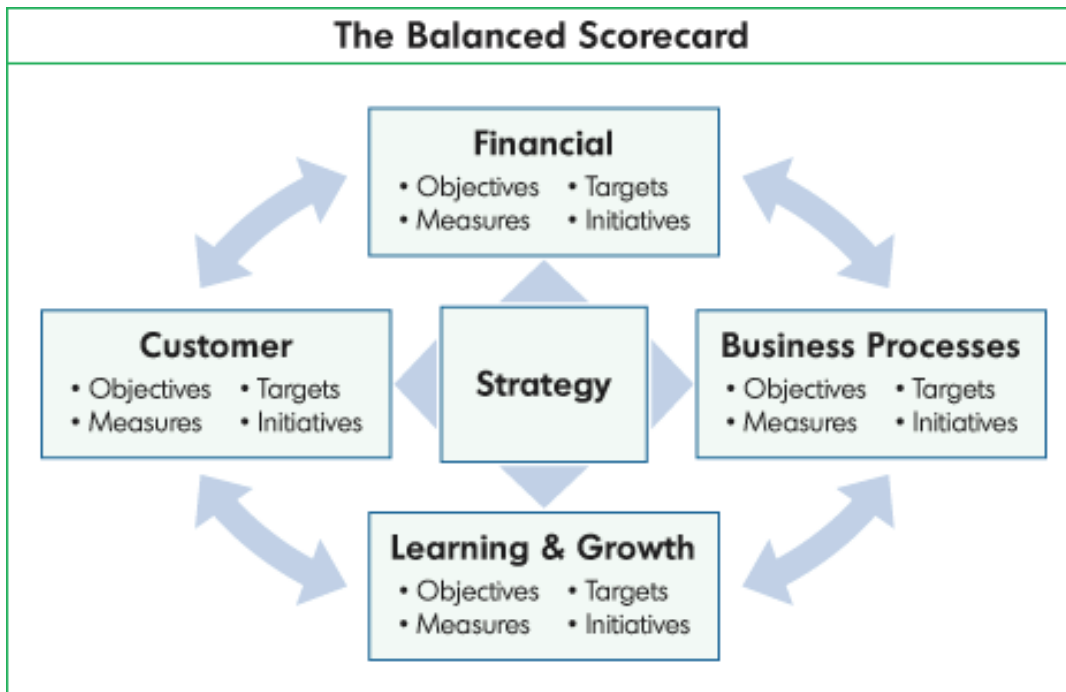 The Balanced Scorecard
Financial
• Objectives • Targets
• Measures • Initiatives
Customer
• Objectives • Targets
• Measures • Initiatives
Strategy
Business Processes
• Objectives • Targets
• Measures • Initiatives
Learning & Growth
• Objectives • Targets
• Measures • Initiatives